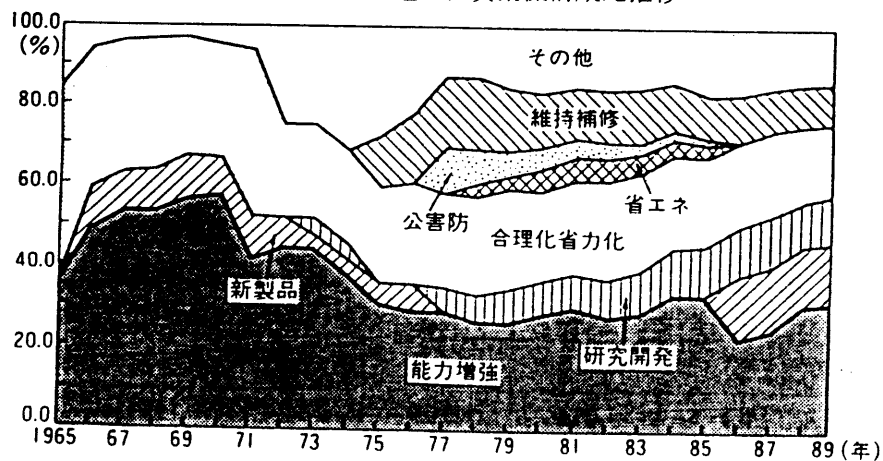 100.0
(%)
80.0
60.0
40.0
20.0
0.0
その他
維持補修
公害防
省エネ
合理化省力化
新製品
研究開発
能力増強
1965 67 69 71 73 75 77 79 81 83 85 87 89 (年)